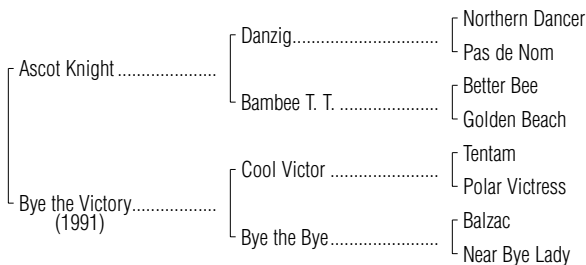 Northern Dancer
Danzig
Pas de Nom
Ascot Knight
Better Bee
Bambee T. T.
Golden Beach
Tentam
Cool Victor
Polar Victress
Bye the Victory
(1991)
Balzac
Bye the Bye
Near Bye Lady